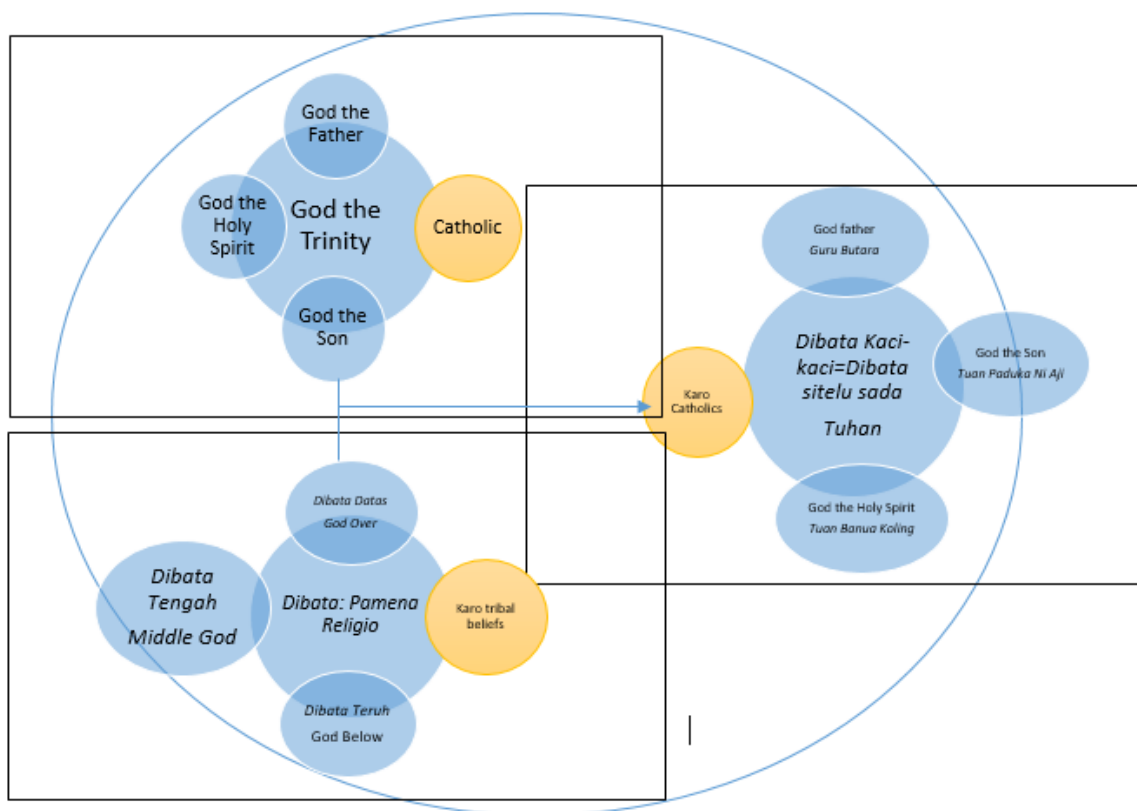 God the
Father
God the
Holy
Spirit
God the
Trinity
Catholic
God the
Son
God father
Guru Butara
Dibata Kaci-
kaci=Dibata
sitelu sada
Tuhan
God the Son
Tuan Paduka Ni Aji
Karo
Catholics
God the Holy Spirit
Tuan Banua Koling
Dibata Datas
God Over
Dibata
Tengah
Middle God
Dibata: Pamena
Religio
Karo tribal
beliefs
Dibata Teruh
God Below